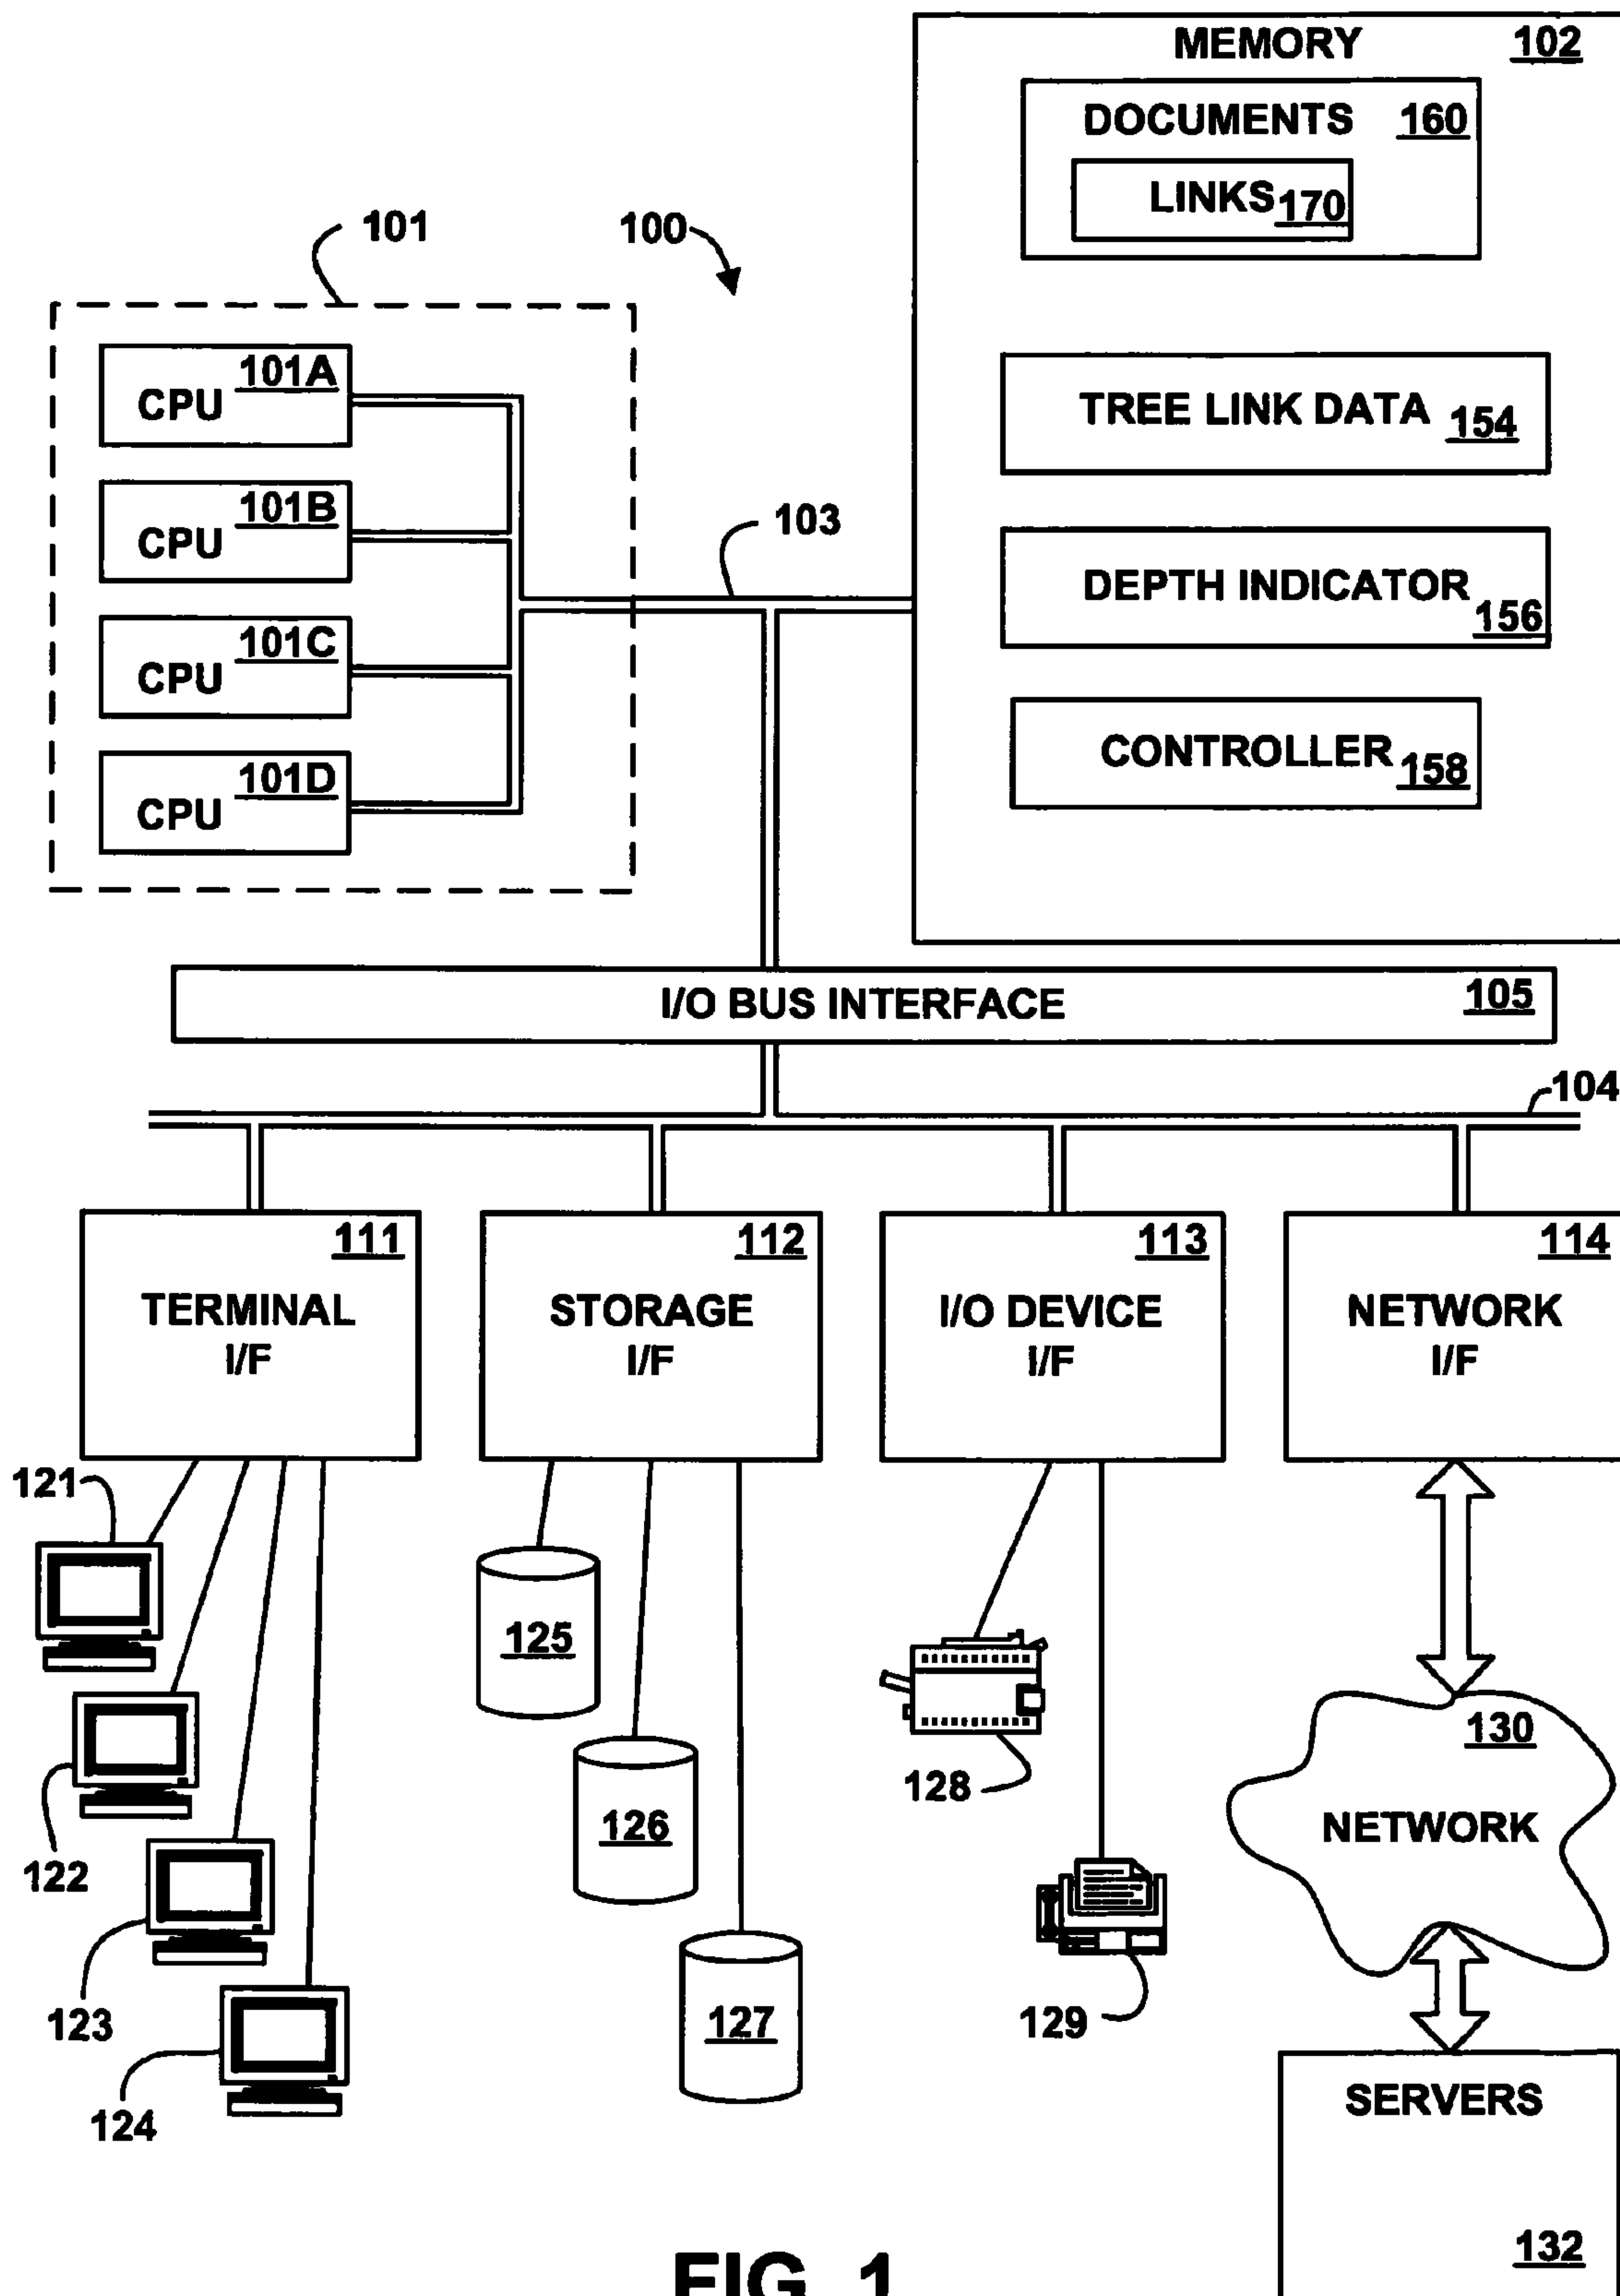 MEMORY 102
DOCUMENTS 160
LINKS 170
101
100
CPU 101A
TREE LINK DATA 154
CPU 101B
103
DEPTH INDICATOR 156
CPU 101C
CONTROLLER 158
CPU 101D
I/O BUS INTERFACE 105
104
111
TERMINAL
I/F
112
STORAGE
I/F
113
I/O DEVICE
I/F
114
NETWORK
I/F
121
122
123
124
125
126
127
128
129
130
NETWORK
SERVERS
132
FIG. 1